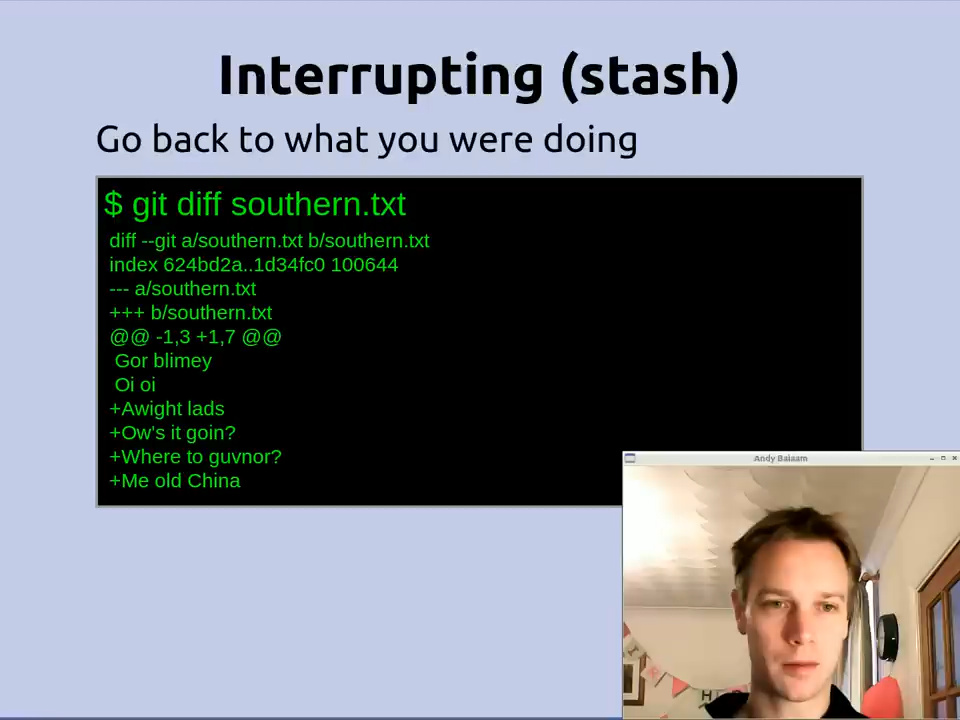 Interrupting (stash)
Go back to what you were doing
$ git diff southern.txt
diff --git a/southern.txt b/southern.txt
index 624bd2a..1d34fc0 100644
--- a/southern.txt
+++ b/southern.txt
@@ -1,3 +1,7 @@
Gor blimey
Oi oi
+Awight lads
+Ow's it goin?
+Where to guvnor?
+Me old China
Andy Balaam